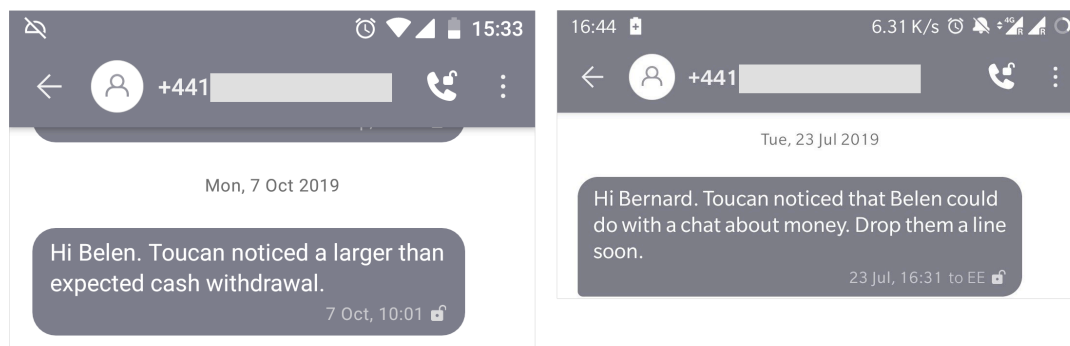 15:33
+441
Mon, 7 Oct 2019
Hi Belen. Toucan noticed a larger than
expected cash withdrawal.
7 Oct, 10:01
16:44
6.31 K/s 4G R R
+441
Tue, 23 Jul 2019
Hi Bernard. Toucan noticed that Belen could
do with a chat about money. Drop them a line
soon.
23 Jul, 16:31 to EE